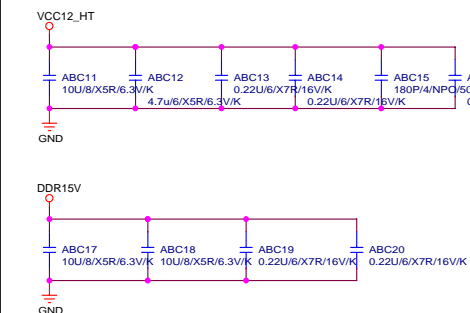 VCC12_HT
ABC11
10U/8/X5R/6.3V/K
ABC12
4.7u/6/X5R/6.3V/K
ABC13
0.22U/6/X7R/16V/K
ABC14
0.22U/6/X7R/16V/K
ABC15
180P/4/NPO/50
GND
DDR15V
ABC17
10U/8/X5R/6.3V/K
ABC18
10U/8/X5R/6.3V/K
ABC19
0.22U/6/X7R/16V/K
ABC20
0.22U/6/X7R/16V/K
GND